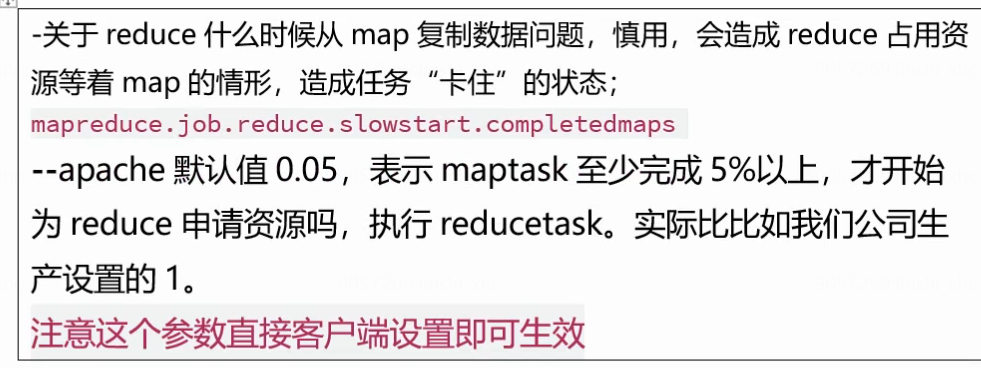 -关于 reduce 什么时候从 map 复制数据问题，慎用，会造成 reduce 占用资
源等着 map 的情形，造成任务“卡住”的状态；
mapreduce.job.reduce.slowstart.completedmaps
--apache 默认值 0.05，表示 maptask 至少完成 5%以上，才开始
为 reduce 申请资源吗，执行 reducetask。实际比比如我们公司生
产设置的 1。
注意这个参数直接客户端设置即可生效